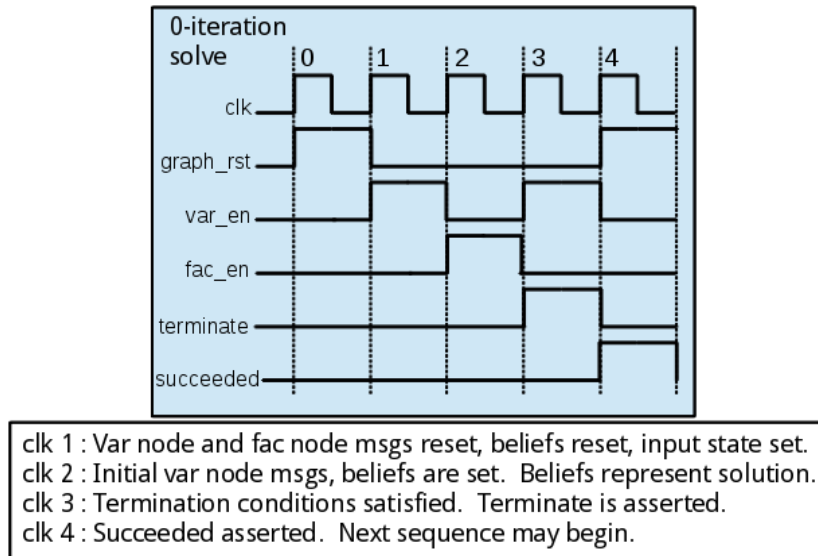 0-iteration
solve
0 1 2 3 4
clk
graph_rst
var_en
fac_en
terminate
succeeded
clk 1 : Var node and fac node msgs reset, beliefs reset, input state set.
clk 2 : Initial var node msgs, beliefs are set. Beliefs represent solution.
clk 3 : Termination conditions satisfied. Terminate is asserted.
clk 4 : Succeeded asserted. Next sequence may begin.